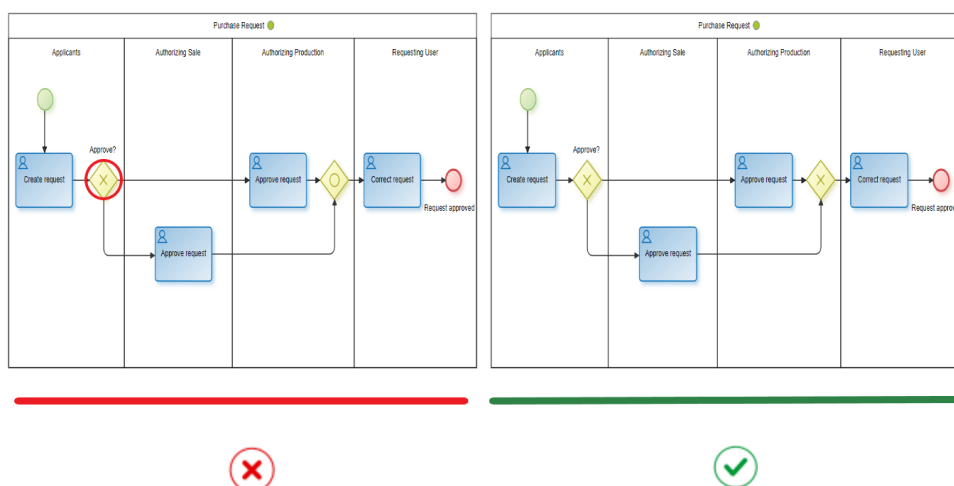 Purchase Request
Applicants
Authorizing Sale
Authorizing Production
Requesting User
Approve?
Create request
Approve request
Correct request
Request approved
Approve request
Purchase Request
Applicants
Authorizing Sale
Authorizing Production
Requesting User
Approve?
Create request
Approve request
Correct request
Request approv
Approve request